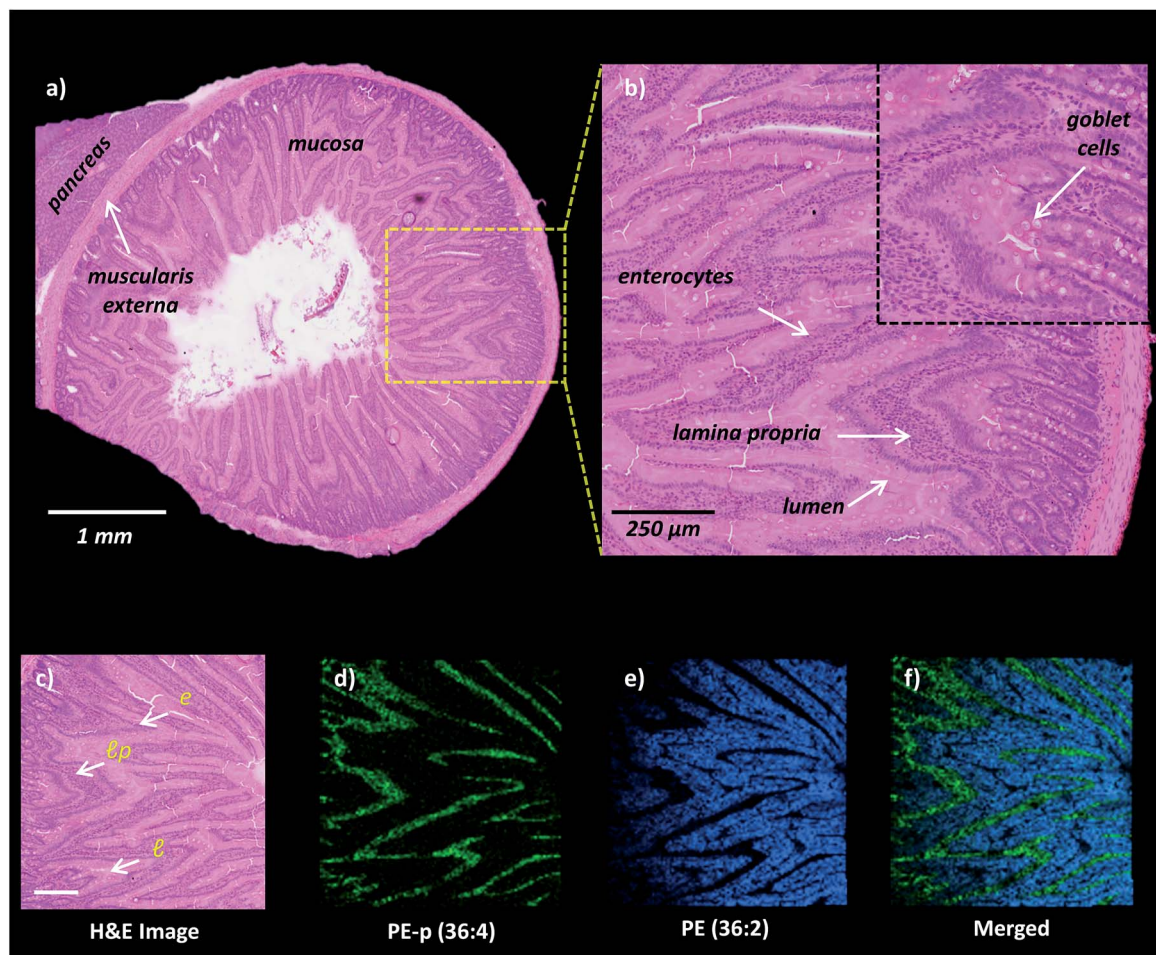 a)
pancreas
mucosa
muscularis
externa
1 mm
b)
goblet
cells
enterocytes
lamina propria
lumen
250 µm
c)
e
ℓp
ℓ
H&E Image
d)
PE-p (36:4)
e)
PE (36:2)
f)
Merged